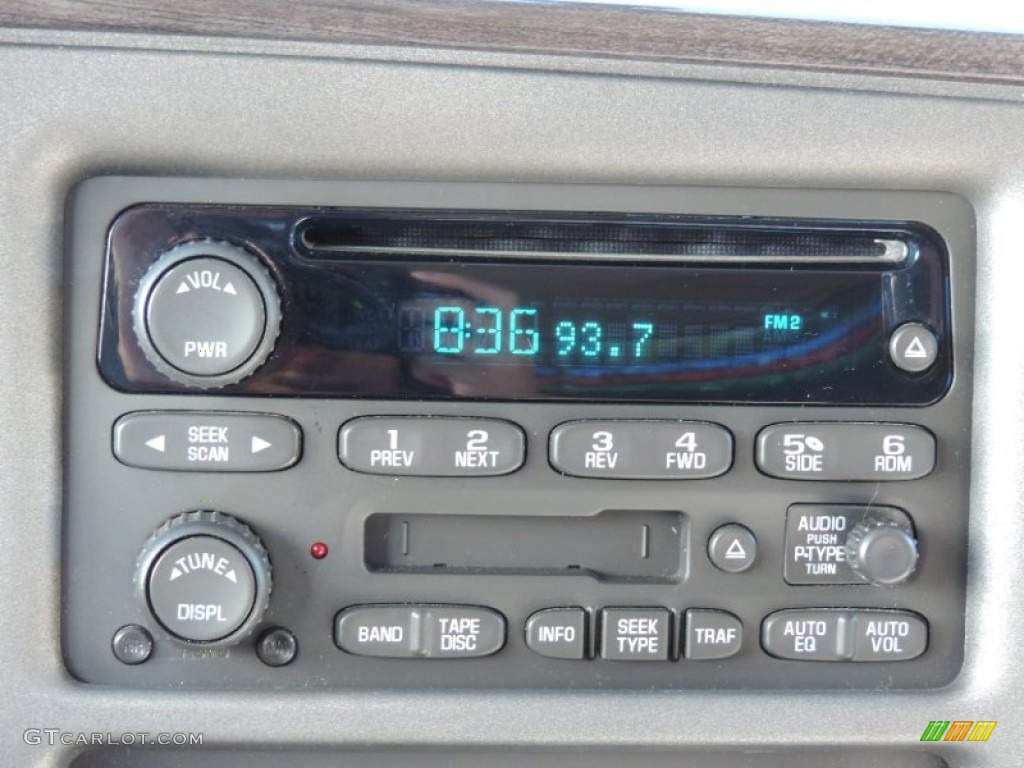 VOL
PWR
8:36 93.7 FM2
SEEK
SCAN
1
PREV
2
NEXT
3
REV
4
FWD
5
SIDE
6
RDM
TUNE
DISPL
AUDIO
PUSH
P-TYPE
TURN
BAND
TAPE
DISC
INFO
SEEK
TYPE
TRAF
AUTO
EQ
AUTO
VOL
GTCARLOT.COM